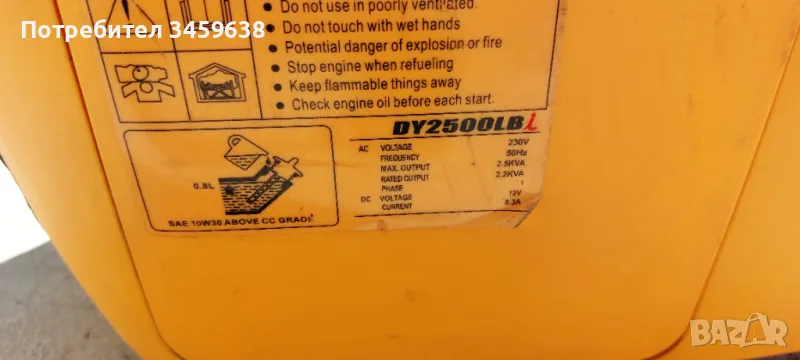 Потребител 3459638
Do not use in poorly ventilated.
Do not touch with wet hands
Potential danger of explosion or fire
Stop engine when refueling
Keep flammable things away
Check engine oil before each start.
DY2500LBi
AC VOLTAGE 230V
FREQUENCY 50Hz
MAX. OUTPUT 2.5KVA
RATED OUTPUT 2.2KVA
PHASE 1
DC VOLTAGE 12V
CURRENT 8.3A
0.8L
SAE 10W30 ABOVE CC GRADE
BAZAR